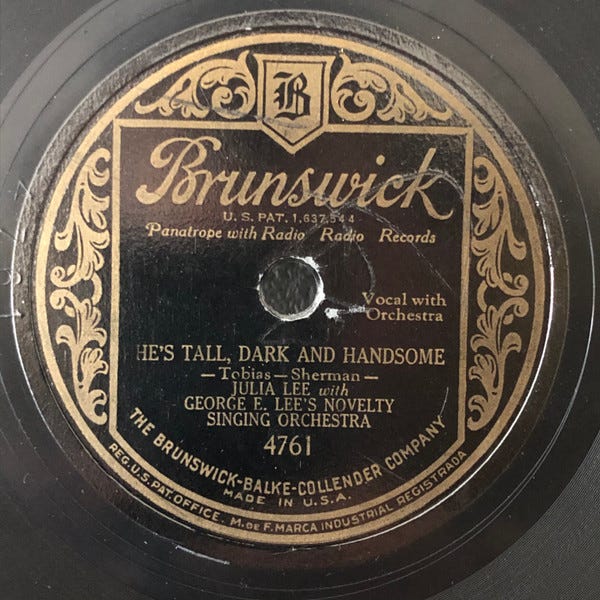 B
Brunswick
U.S. PAT. 1,637,544
Panatrope with Radio Radio Records
Vocal with
Orchestra
HE'S TALL, DARK AND HANDSOME
—Tobias—Sherman—
JULIA LEE with
GEORGE E. LEE'S NOVELTY
SINGING ORCHESTRA
4761
THE BRUNSWICK-BALKE-COLLENDER COMPANY
MADE IN U.S.A.
REG. U.S. PAT. OFFICE. M. DE F. MARCA INDUSTRIAL REGISTRADA